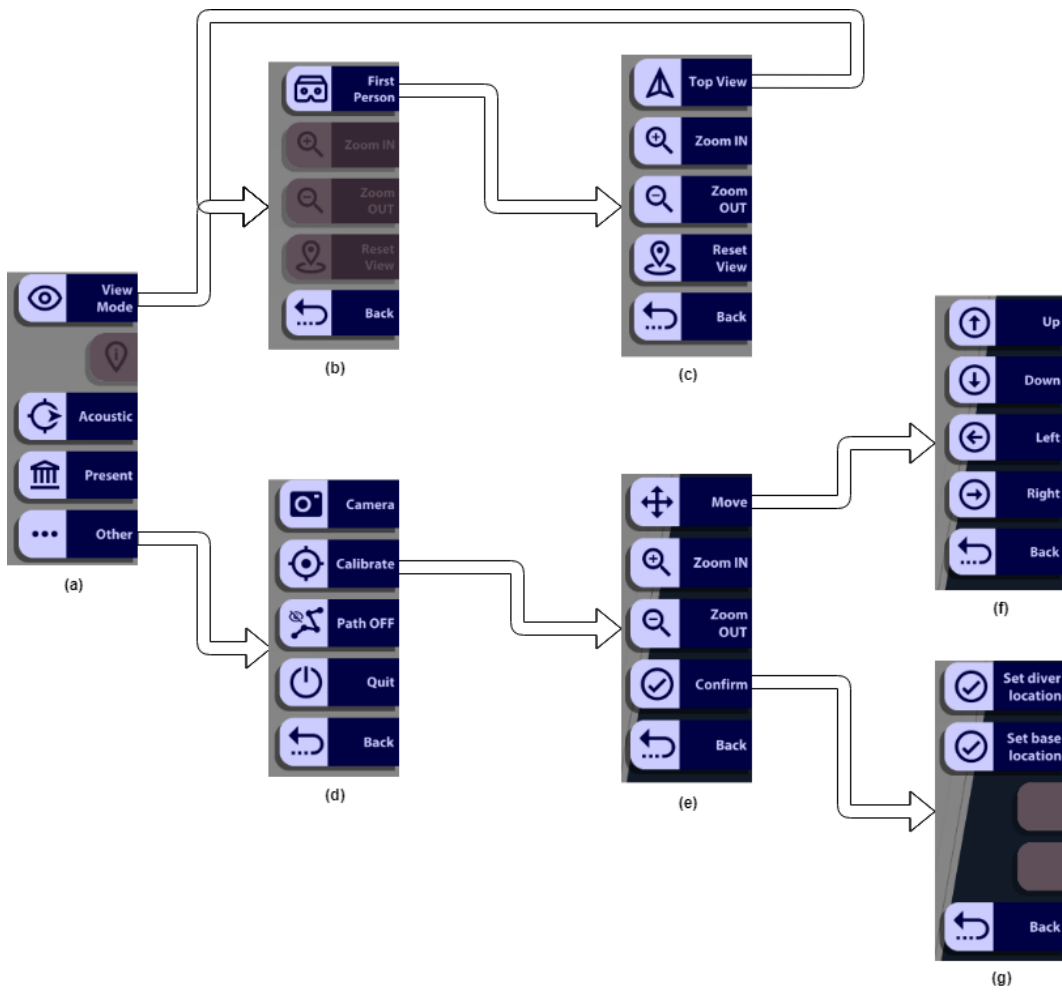 First
Person
Zoom IN
Zoom
OUT
Reset
View
Back
(b)
Top View
Zoom IN
Zoom
OUT
Reset
View
Back
(c)
View
Mode
i
Acoustic
Present
Other
(a)
Camera
Calibrate
Path OFF
Quit
Back
(d)
Move
Zoom IN
Zoom
OUT
Confirm
Back
(e)
Up
Down
Left
Right
Back
(f)
Set diver
location
Set base
location
Back
(g)